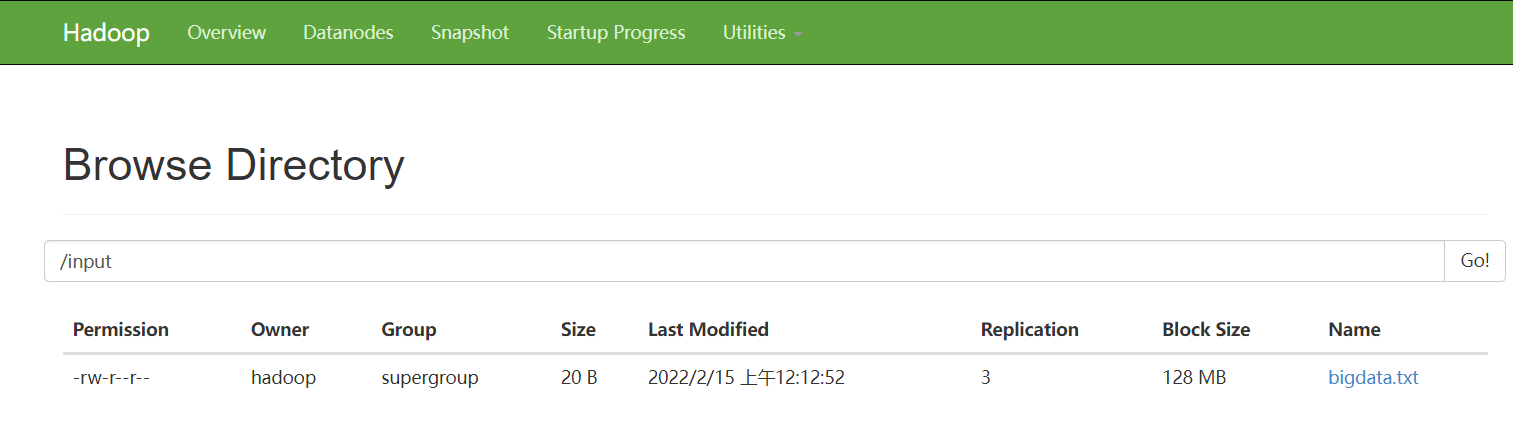 Hadoop Overview Datanodes Snapshot Startup Progress Utilities
Browse Directory
/input Go!
Permission Owner Group Size Last Modified Replication Block Size Name
-rw-r--r-- hadoop supergroup 20 B 2022/2/15 上午12:12:52 3 128 MB bigdata.txt